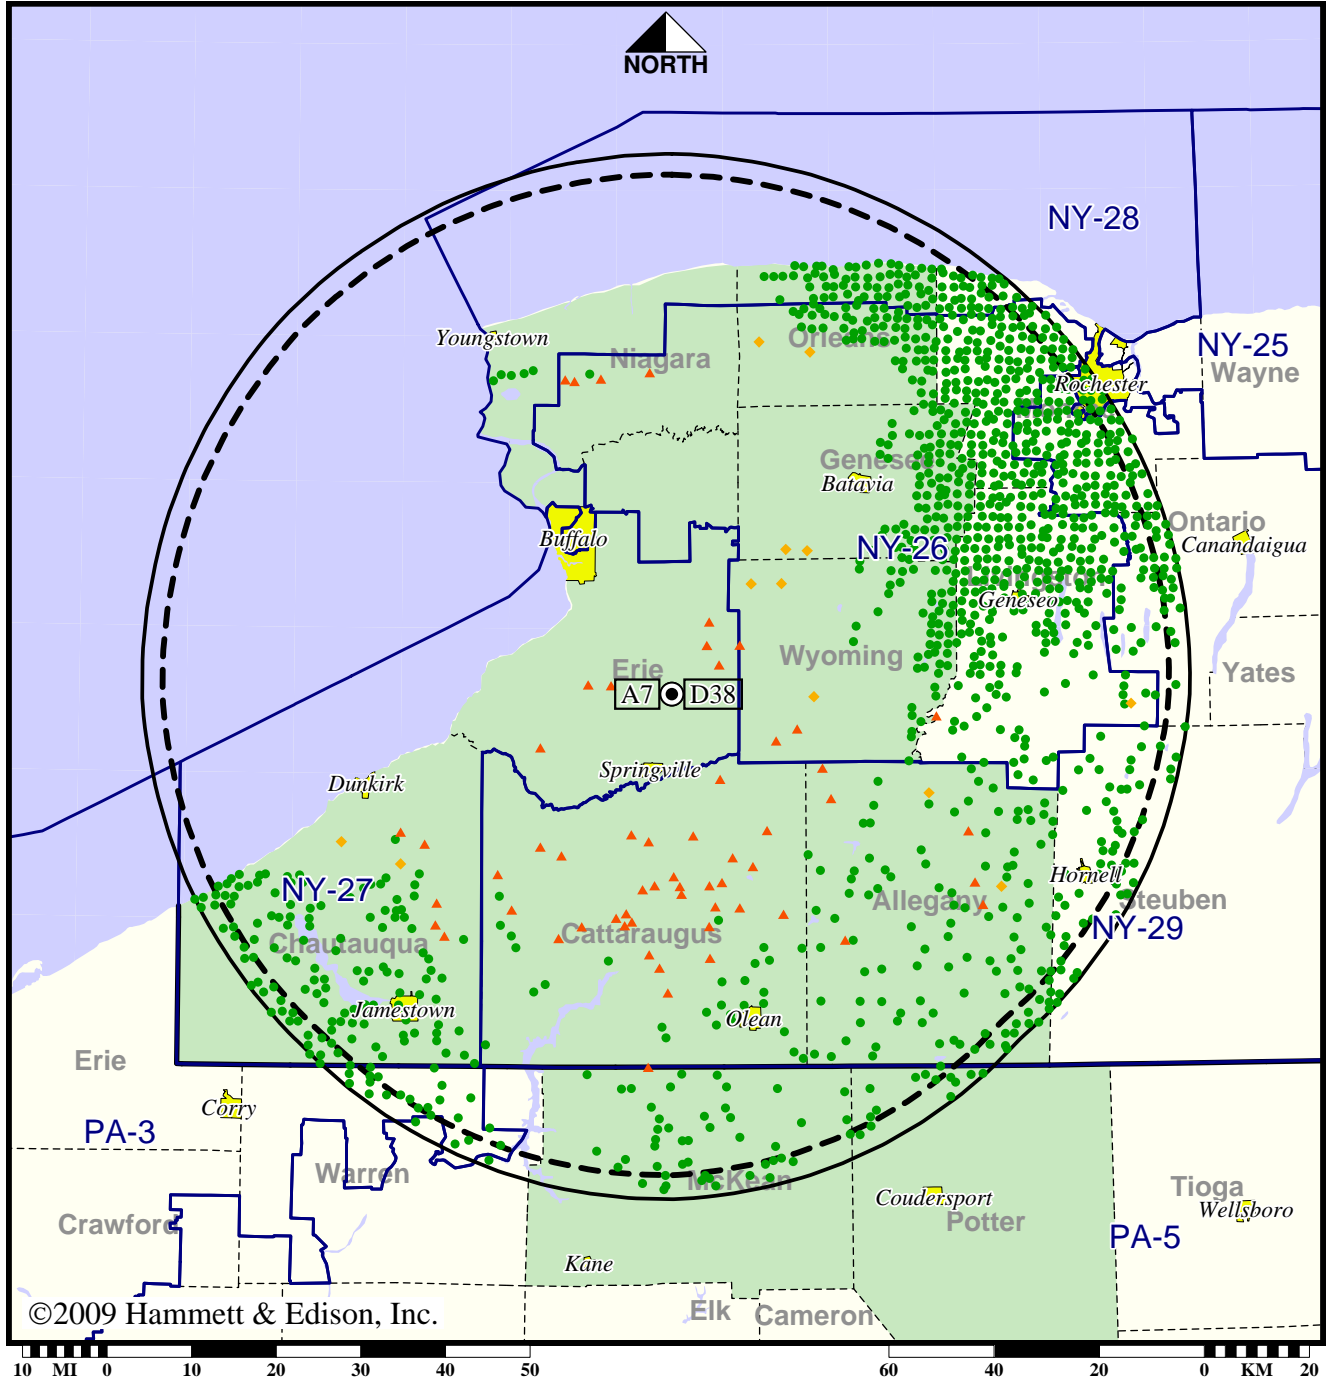 NORTH
NY-28
Youngstown
Orleans
NY-25
Niagara
Wayne
Rochester
Genesee
Batavia
Ontario
Buffalo
NY-26
Canandaigua
Livingston
Geneseo
Erie
Wyoming
Yates
A7
D38
Springville
Dunkirk
Hornell
NY-27
Allegany
Steuben
NY-29
Chautauqua
Cattaraugus
Jamestown
Olean
Erie
Corry
PA-3
Warren
McKean
Coudersport
Tioga
Wellsboro
Crawford
Potter
PA-5
Kane
©2009 Hammett & Edison, Inc.
Elk
Cameron
10 MI 0 10 20 30 40 50 60 40 20 0 KM 20